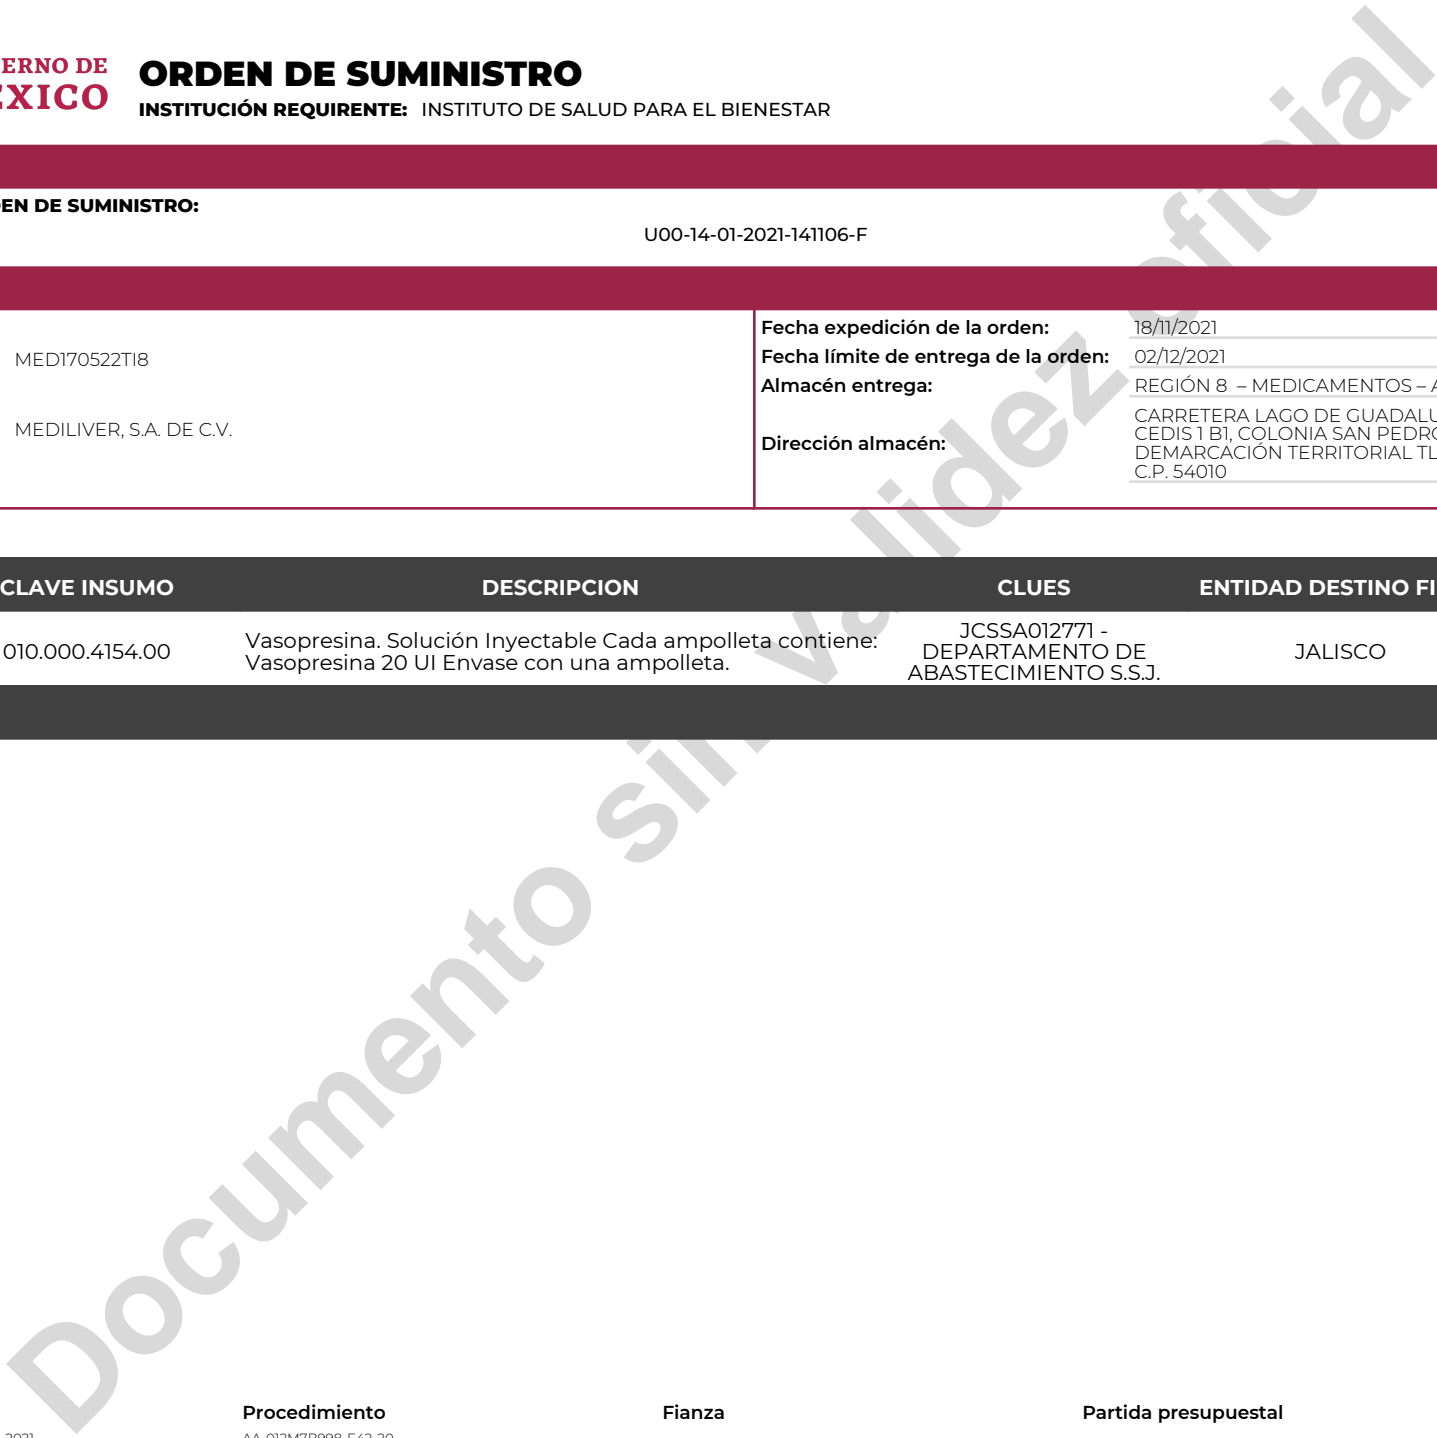 ERNO DE
ORDEN DE SUMINISTRO
XICO
INSTITUCIÓN REQUIRENTE: INSTITUTO DE SALUD PARA EL BIENESTAR
EN DE SUMINISTRO:
U00-14-01-2021-141106-F
MED170522TI8
MEDILIVER, S.A. DE C.V.
Fecha expedición de la orden: 18/11/2021
Fecha límite de entrega de la orden: 02/12/2021
Almacén entrega: REGIÓN 8 – MEDICAMENTOS – A
Dirección almacén:
CARRETERA LAGO DE GUADALU
CEDIS 1 B1, COLONIA SAN PEDRO
DEMARCACIÓN TERRITORIAL TL
C.P. 54010
CLAVE INSUMO DESCRIPCION CLUES ENTIDAD DESTINO FI
010.000.4154.00
Vasopresina. Solución Inyectable Cada ampolleta contiene:
Vasopresina 20 UI Envase con una ampolleta.
JCSSA012771 -
DEPARTAMENTO DE
ABASTECIMIENTO S.S.J.
JALISCO
Documento sin validez oficial
Procedimiento Fianza Partida presupuestal